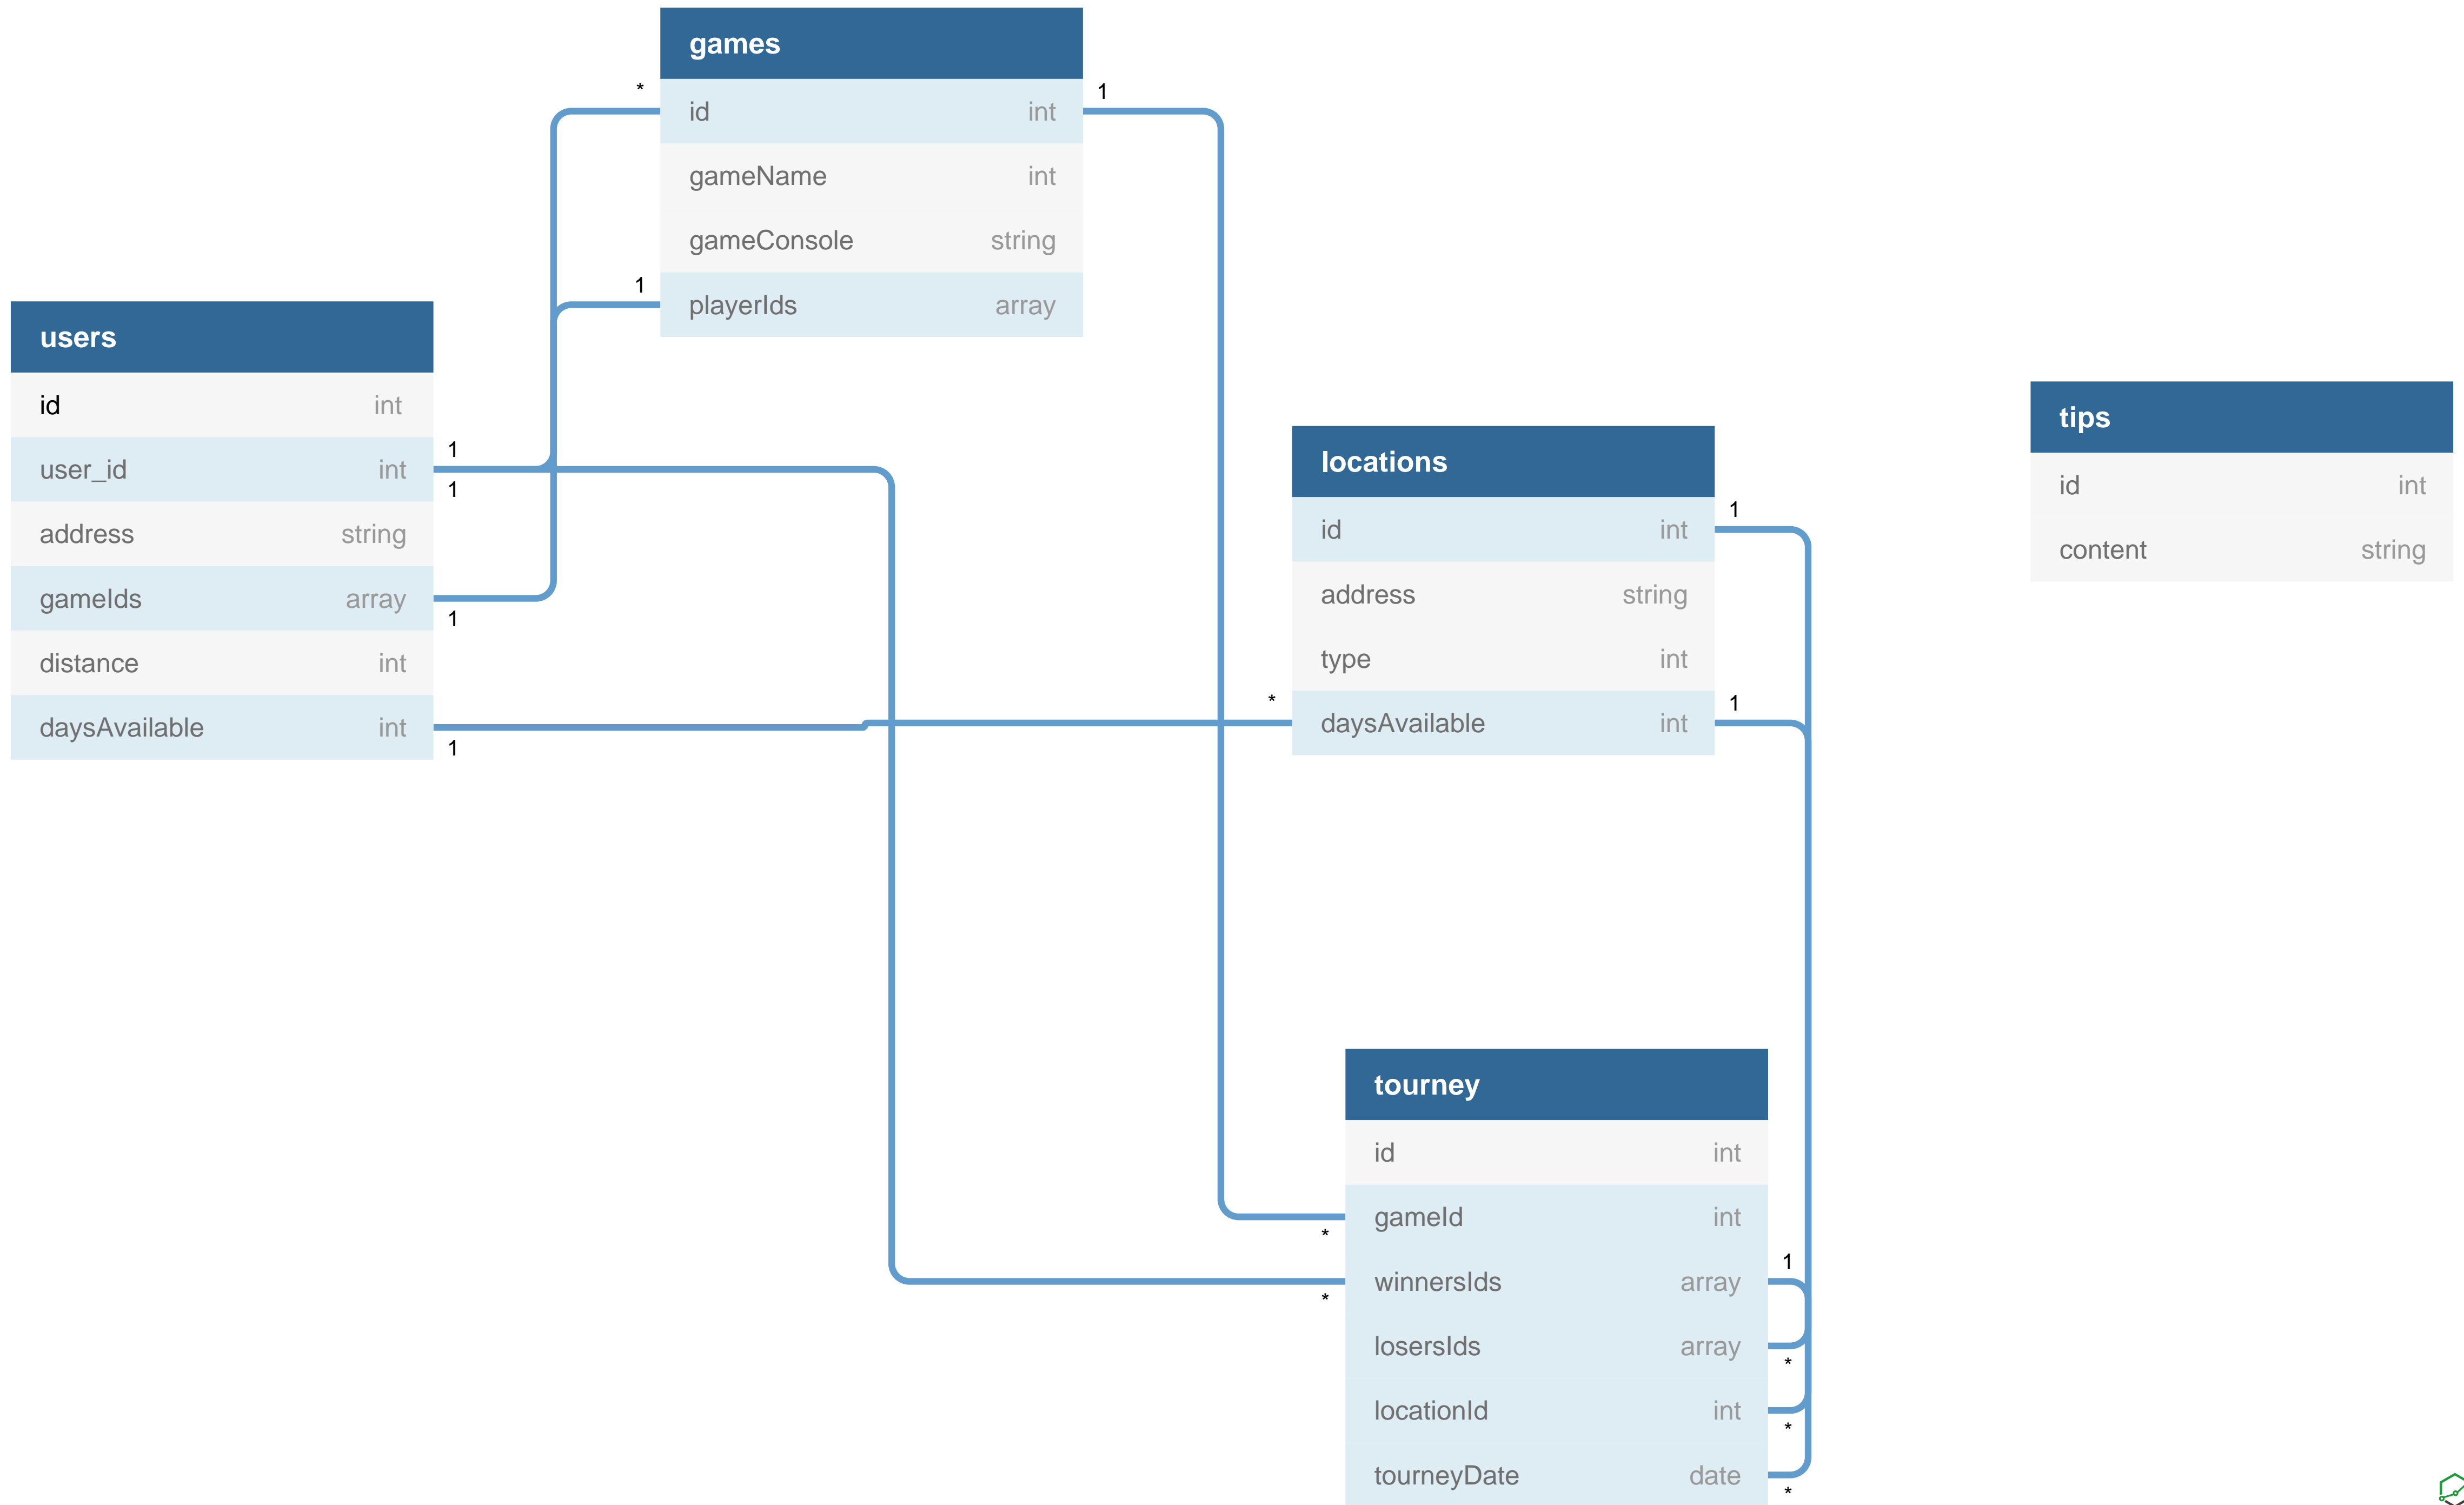 games
id int
gameName int
gameConsole string
playerIds array
* 1
1
users
id int
user_id int
address string
gameIds array
distance int
daysAvailable int
1
1
1
1
locations
id int
address string
type int
daysAvailable int
1
* 1
tips
id int
content string
tourney
id int
gameId int
winnersIds array
losersIds array
locationId int
tourneyDate date
*
* 1
*
*
*